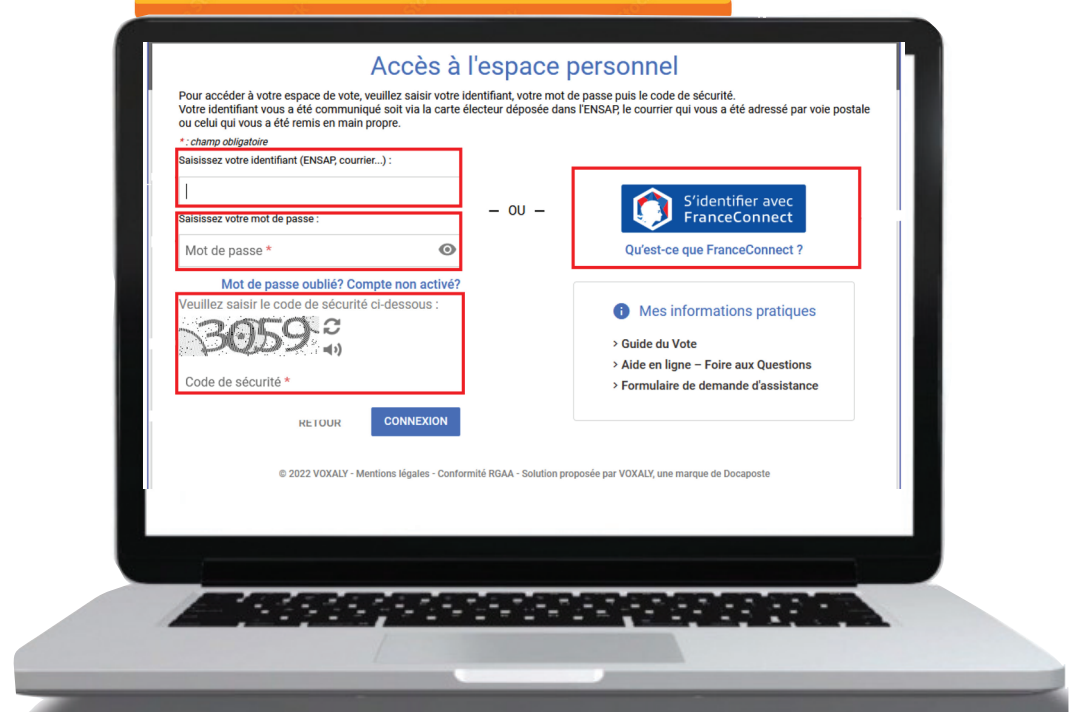 Accès à l'espace personnel
Pour accéder à votre espace de vote, veuillez saisir votre identifiant, votre mot de passe puis le code de sécurité.
Votre identifiant vous a été communiqué soit via la carte électeur déposée dans l'ENSAP, le courrier qui vous a été adressé par voie postale
ou celui qui vous a été remis en main propre.
* : champ obligatoire
Saisissez votre identifiant (ENSAP, courrier...) :
Saisissez votre mot de passe :
Mot de passe *
Mot de passe oublié? Compte non activé?
Veuillez saisir le code de sécurité ci-dessous :
3059
Code de sécurité *
RETOUR
CONNEXION
— OU —
S'identifier avec
FranceConnect
Qu'est-ce que FranceConnect ?
Mes informations pratiques
> Guide du Vote
> Aide en ligne – Foire aux Questions
> Formulaire de demande d'assistance
© 2022 VOXALY - Mentions légales - Conformité RGAA - Solution proposée par VOXALY, une marque de Docaposte